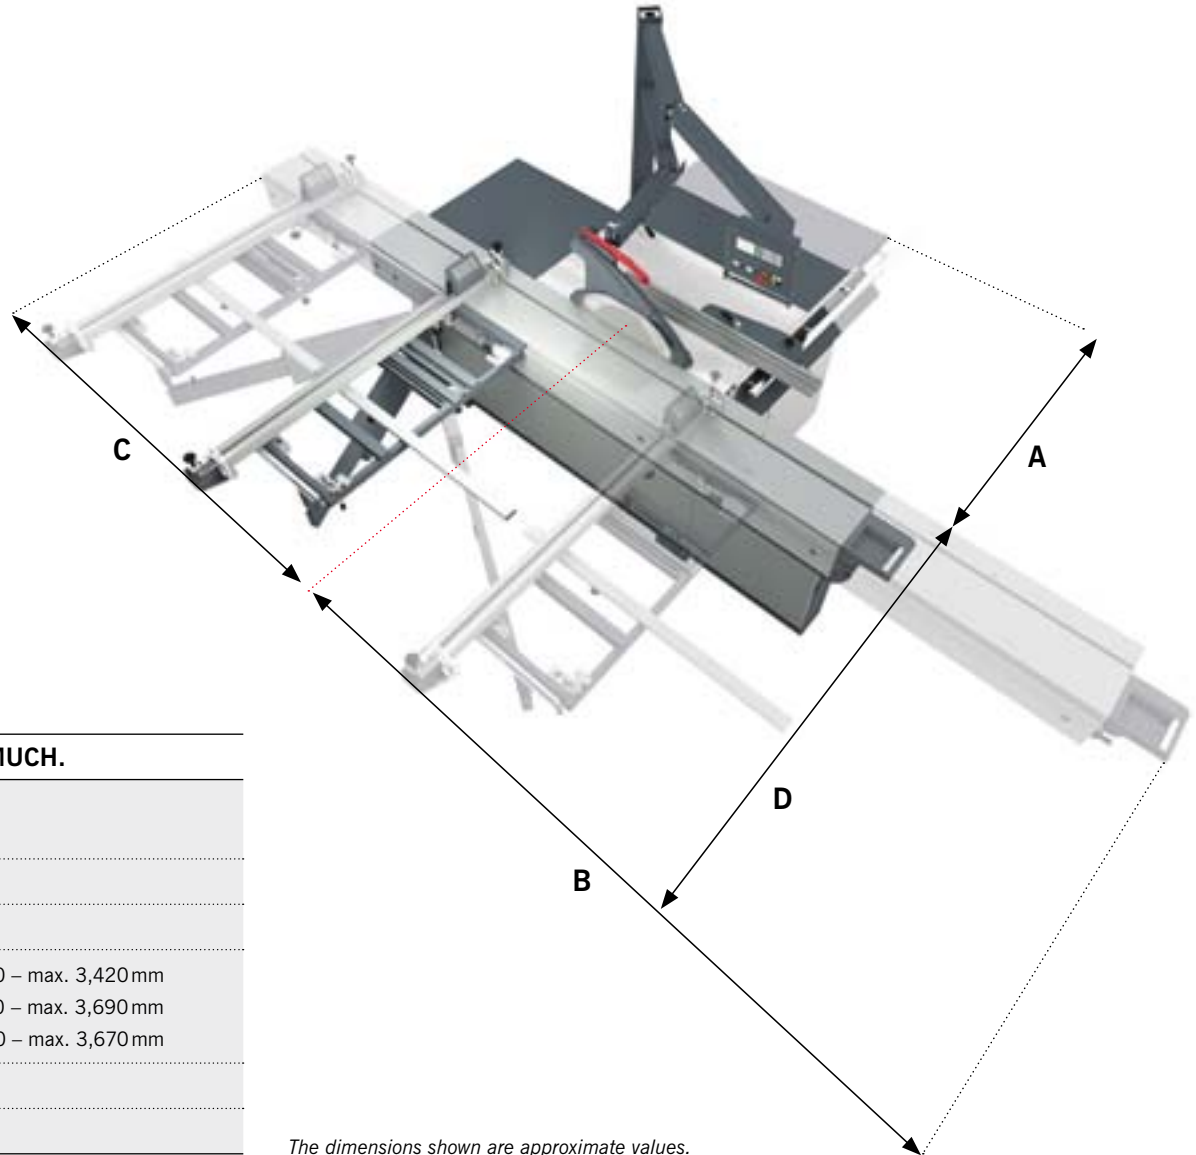 A
C
MUCH.
D
B
0 – max. 3,420 mm
0 – max. 3,690 mm
0 – max. 3,670 mm
The dimensions shown are approximate values.